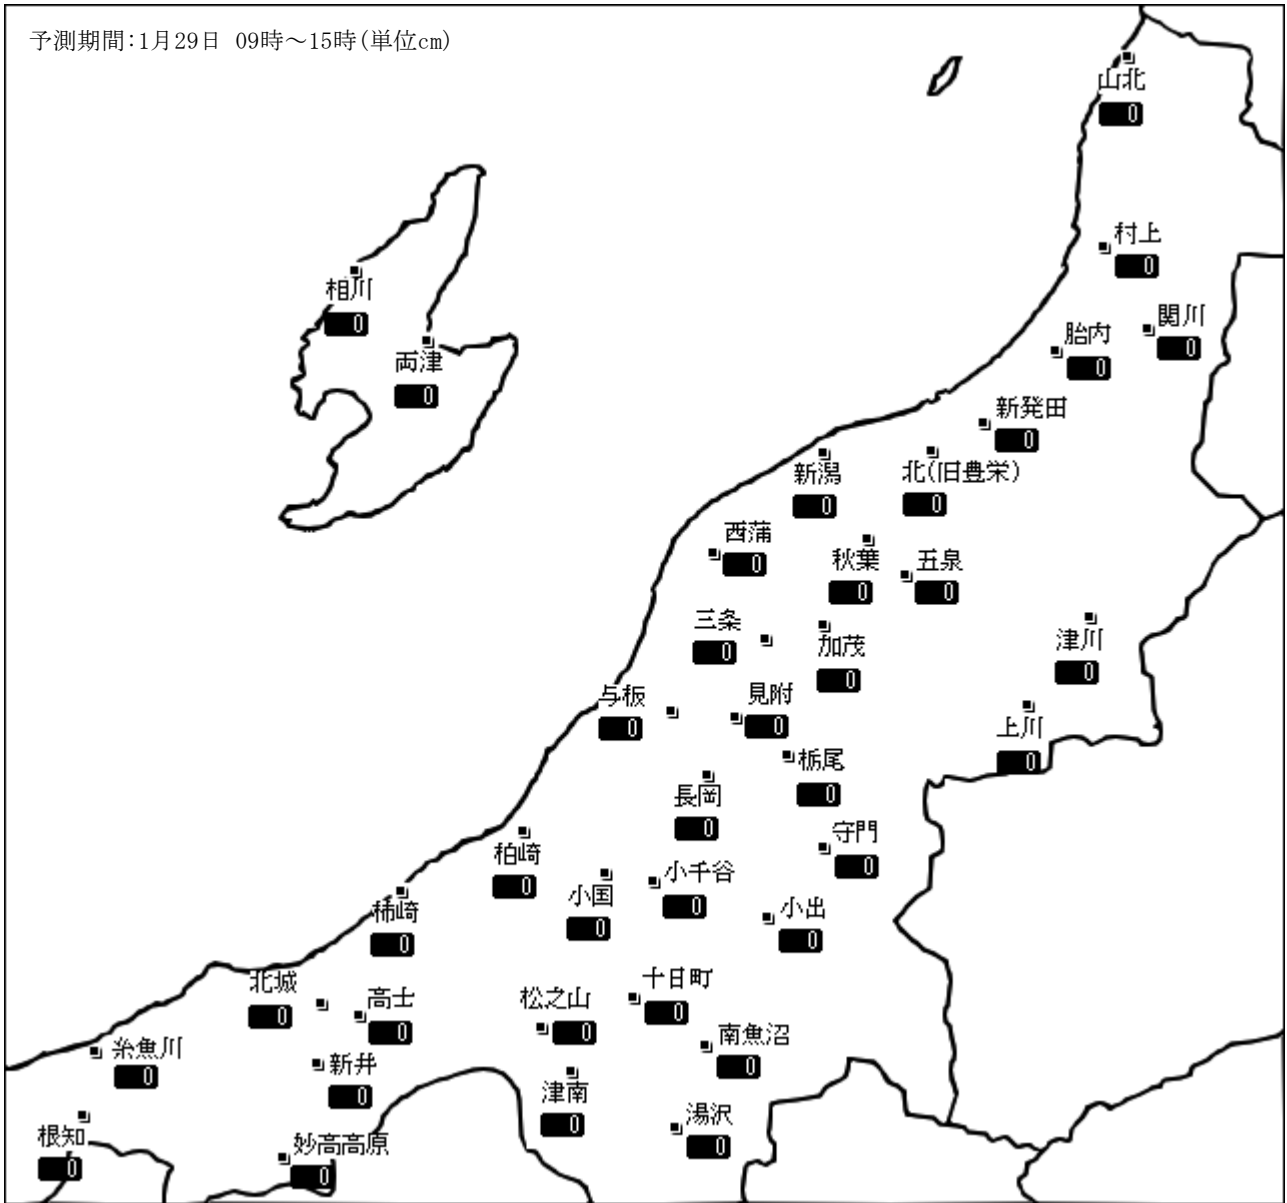 予測期間:1月29日 09時～15時(単位cm)
山北
0
村上
0
相川
0
関川
0
胎内
0
両津
0
新発田
0
新潟
0
北(旧豊栄)
0
西蒲
0
秋葉
0
五泉
0
三条
0
加茂
0
津川
0
与板
0
見附
0
上川
0
栃尾
0
長岡
0
守門
0
柏崎
0
小千谷
0
小国
0
小出
0
柿崎
0
北城
0
高士
0
松之山
0
十日町
0
南魚沼
0
糸魚川
0
新井
0
津南
0
湯沢
0
根知
0
妙高高原
0